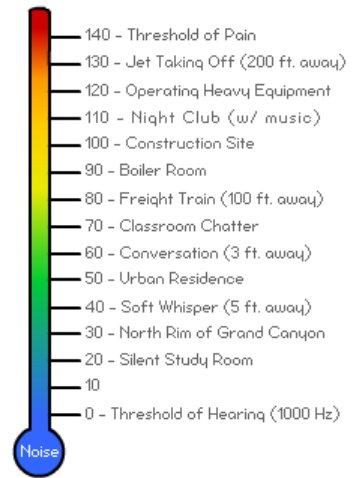 140 - Threshold of Pain
130 - Jet Taking Off (200 ft. away)
120 - Operating Heavy Equipment
110 - Night Club (w/ music)
100 - Construction Site
90 - Boiler Room
80 - Freight Train (100 ft. away)
70 - Classroom Chatter
60 - Conversation (3 ft. away)
50 - Urban Residence
40 - Soft Whisper (5 ft. away)
30 - North Rim of Grand Canyon
20 - Silent Study Room
10
0 - Threshold of Hearing (1000 Hz)
Noise